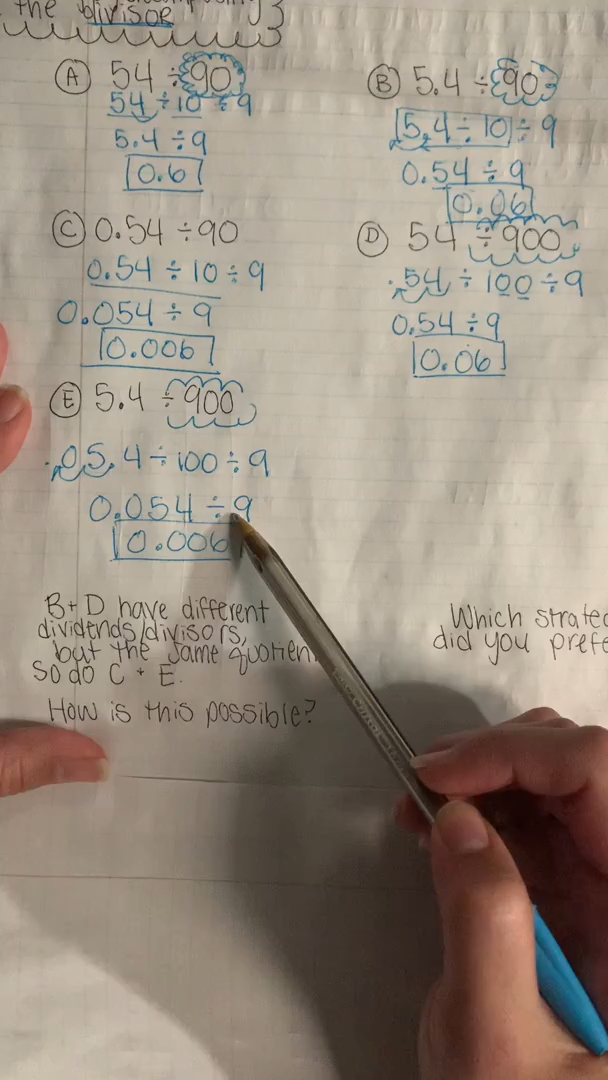 the Divisor
A 54 ÷ 90
54 ÷ 10 ÷ 9
5.4 ÷ 9
0.6
B 5.4 ÷ 90
5.4 ÷ 10 ÷ 9
0.54 ÷ 9
0.06
C 0.54 ÷ 90
0.54 ÷ 10 ÷ 9
0.054 ÷ 9
0.006
D 54 ÷ 900
.54 ÷ 100 ÷ 9
0.54 ÷ 9
0.06
E 5.4 ÷ 900
.05.4 ÷ 100 ÷ 9
0.054 ÷ 9
0.006
B + D have different
dividends/divisors,
but the same
So do C + E.
How is this possible?
Which
did you